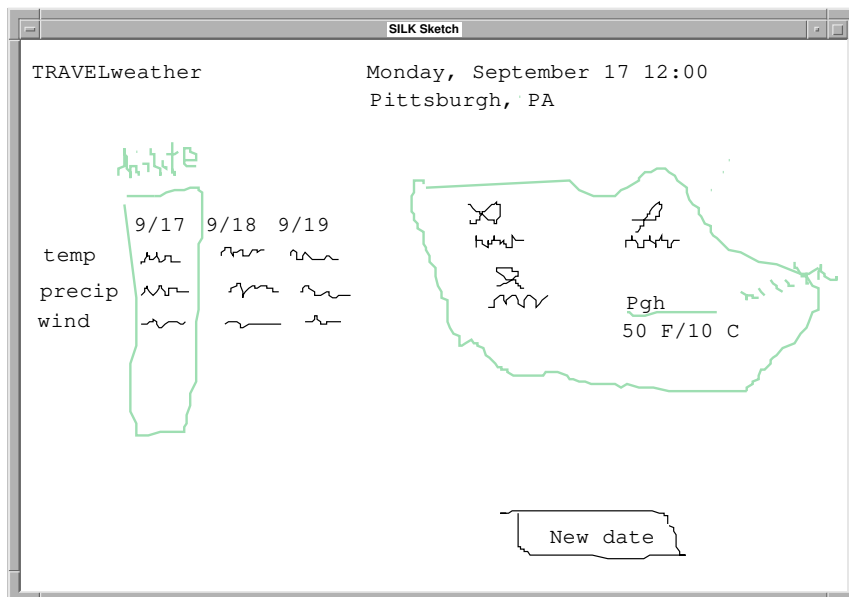 SILK Sketch
TRAVELweather
Monday, September 17 12:00
Pittsburgh, PA
9/17 9/18 9/19
temp
precip
wind
Pgh
50 F/10 C
New date